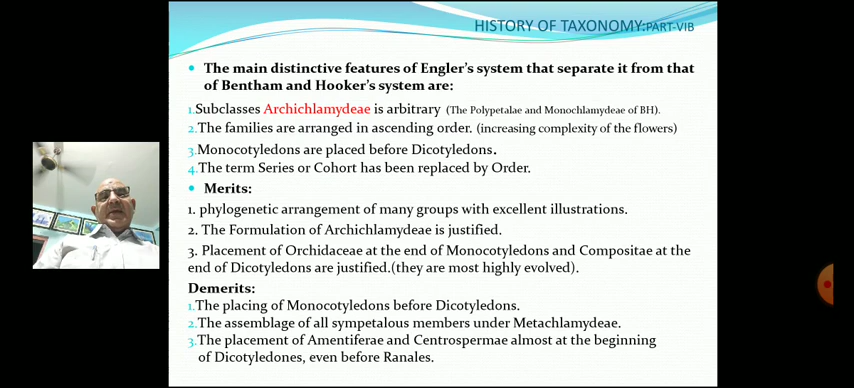 HISTORY OF TAXONOMY:PART-VIB
• The main distinctive features of Engler's system that separate it from that
of Bentham and Hooker's system are:
1.Subclasses Archichlamydeae is arbitrary (The Polypetalae and Monochlamydeae of BH).
2.The families are arranged in ascending order. (increasing complexity of the flowers)
3.Monocotyledons are placed before Dicotyledons.
4.The term Series or Cohort has been replaced by Order.
• Merits:
1. phylogenetic arrangement of many groups with excellent illustrations.
2. The Formulation of Archichlamydeae is justified.
3. Placement of Orchidaceae at the end of Monocotyledons and Compositae at the
end of Dicotyledons are justified.(they are most highly evolved).
Demerits:
1.The placing of Monocotyledons before Dicotyledons.
2.The assemblage of all sympetalous members under Metachlamydeae.
3.The placement of Amentiferae and Centrospermae almost at the beginning
of Dicotyledones, even before Ranales.